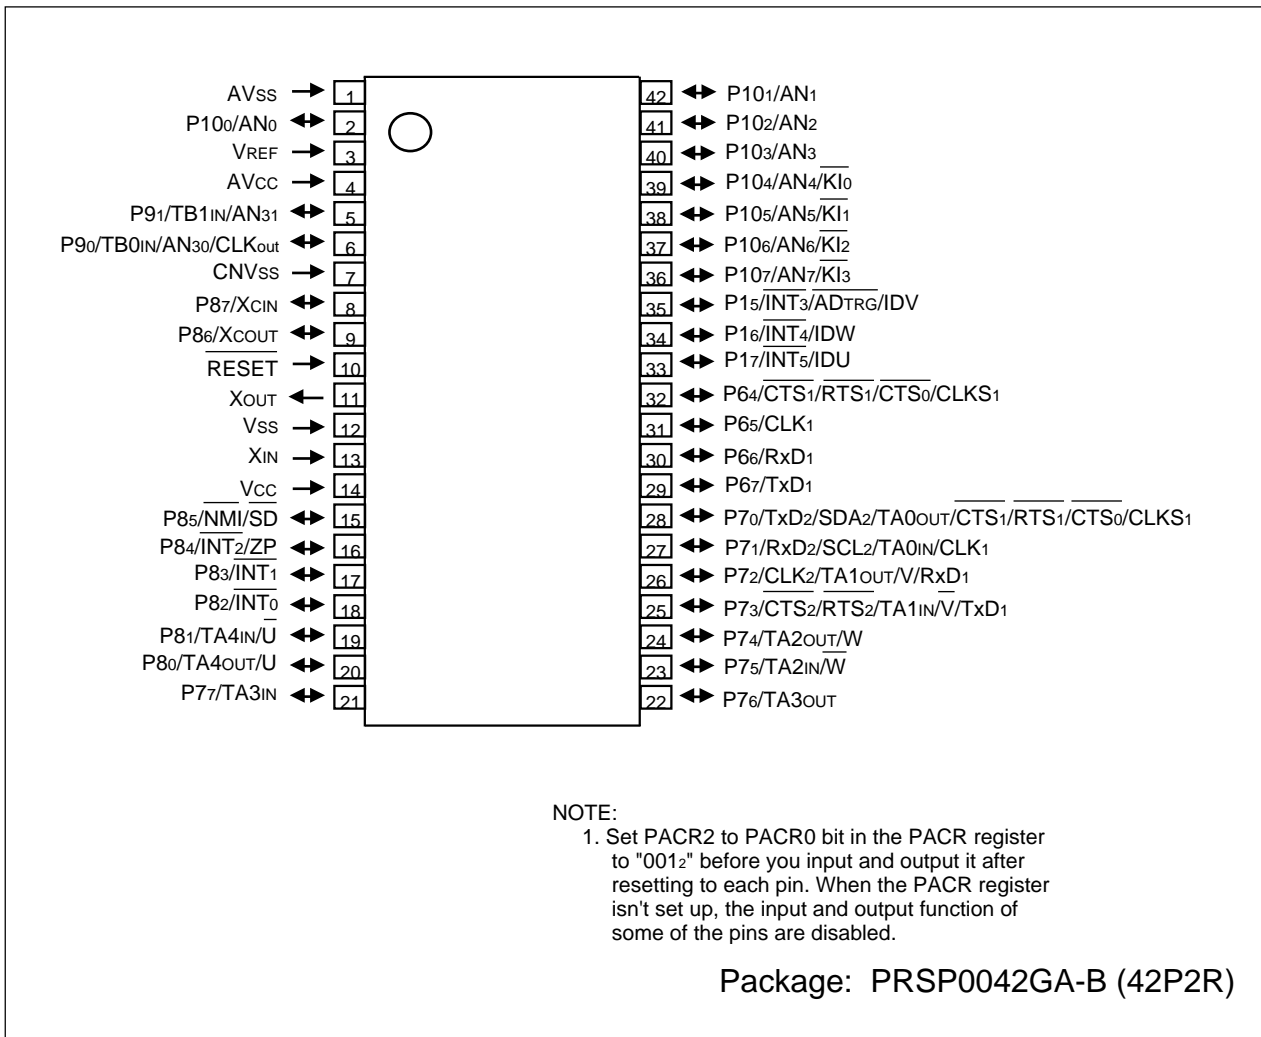 AVSS 1
P100/AN0 2
VREF 3
AVCC 4
P91/TB1IN/AN31 5
P90/TB0IN/AN30/CLKout 6
CNVSS 7
P87/XCIN 8
P86/XCOUT 9
RESET 10
XOUT 11
VSS 12
XIN 13
VCC 14
P85/NMI/SD 15
P84/INT2/ZP 16
P83/INT1 17
P82/INT0 18
P81/TA4IN/U 19
P80/TA4OUT/U 20
P77/TA3IN 21
42 P101/AN1
41 P102/AN2
40 P103/AN3
39 P104/AN4/KI0
38 P105/AN5/KI1
37 P106/AN6/KI2
36 P107/AN7/KI3
35 P15/INT3/ADTRG/IDV
34 P16/INT4/IDW
33 P17/INT5/IDU
32 P64/CTS1/RTS1/CTS0/CLKS1
31 P65/CLK1
30 P66/RxD1
29 P67/TxD1
28 P70/TxD2/SDA2/TA0OUT/CTS1/RTS1/CTS0/CLKS1
27 P71/RxD2/SCL2/TA0IN/CLK1
26 P72/CLK2/TA1OUT/V/RxD1
25 P73/CTS2/RTS2/TA1IN/V/TxD1
24 P74/TA2OUT/W
23 P75/TA2IN/W
22 P76/TA3OUT
NOTE:
1. Set PACR2 to PACR0 bit in the PACR register
to "0012" before you input and output it after
resetting to each pin. When the PACR register
isn't set up, the input and output function of
some of the pins are disabled.
Package: PRSP0042GA-B (42P2R)